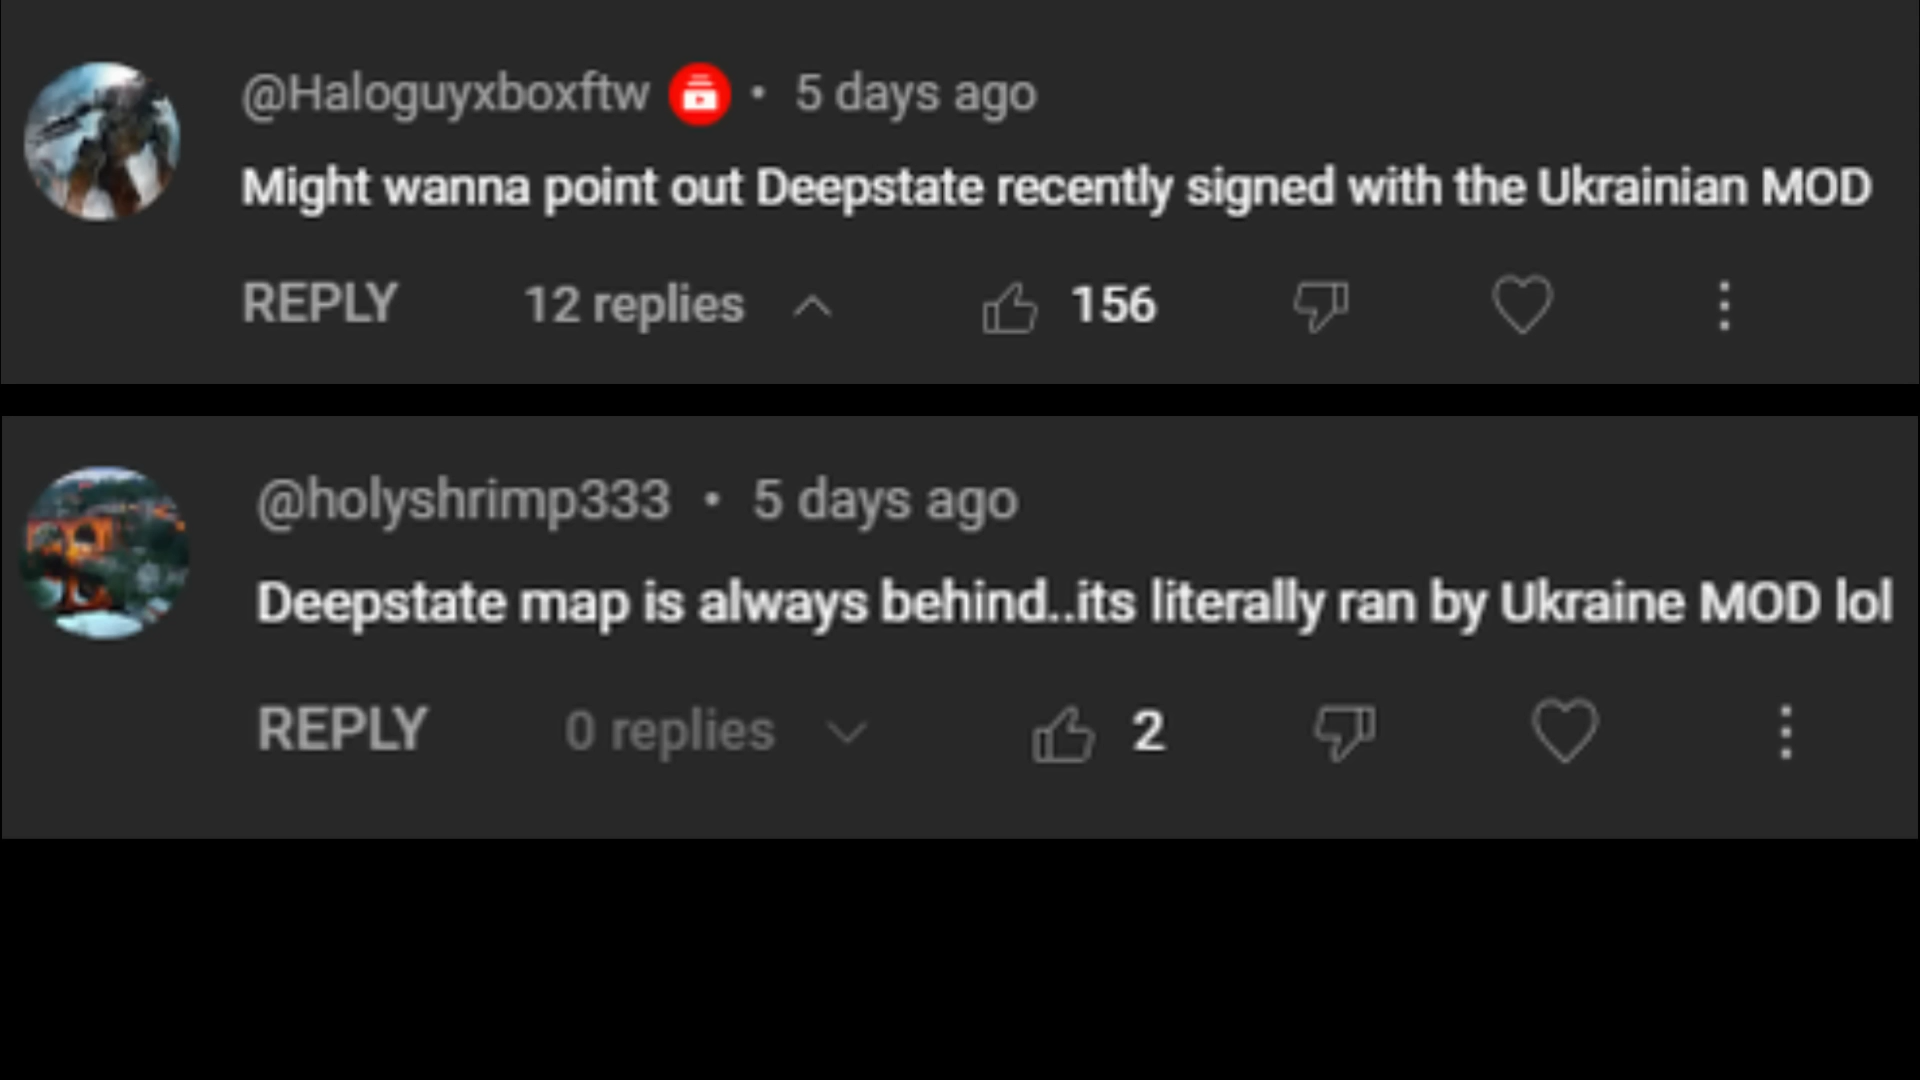 @Haloguyxboxftw • 5 days ago
Might wanna point out Deepstate recently signed with the Ukrainian MOD
REPLY 12 replies 156
@holyshrimp333 • 5 days ago
Deepstate map is always behind..its literally ran by Ukraine MOD lol
REPLY 0 replies 2